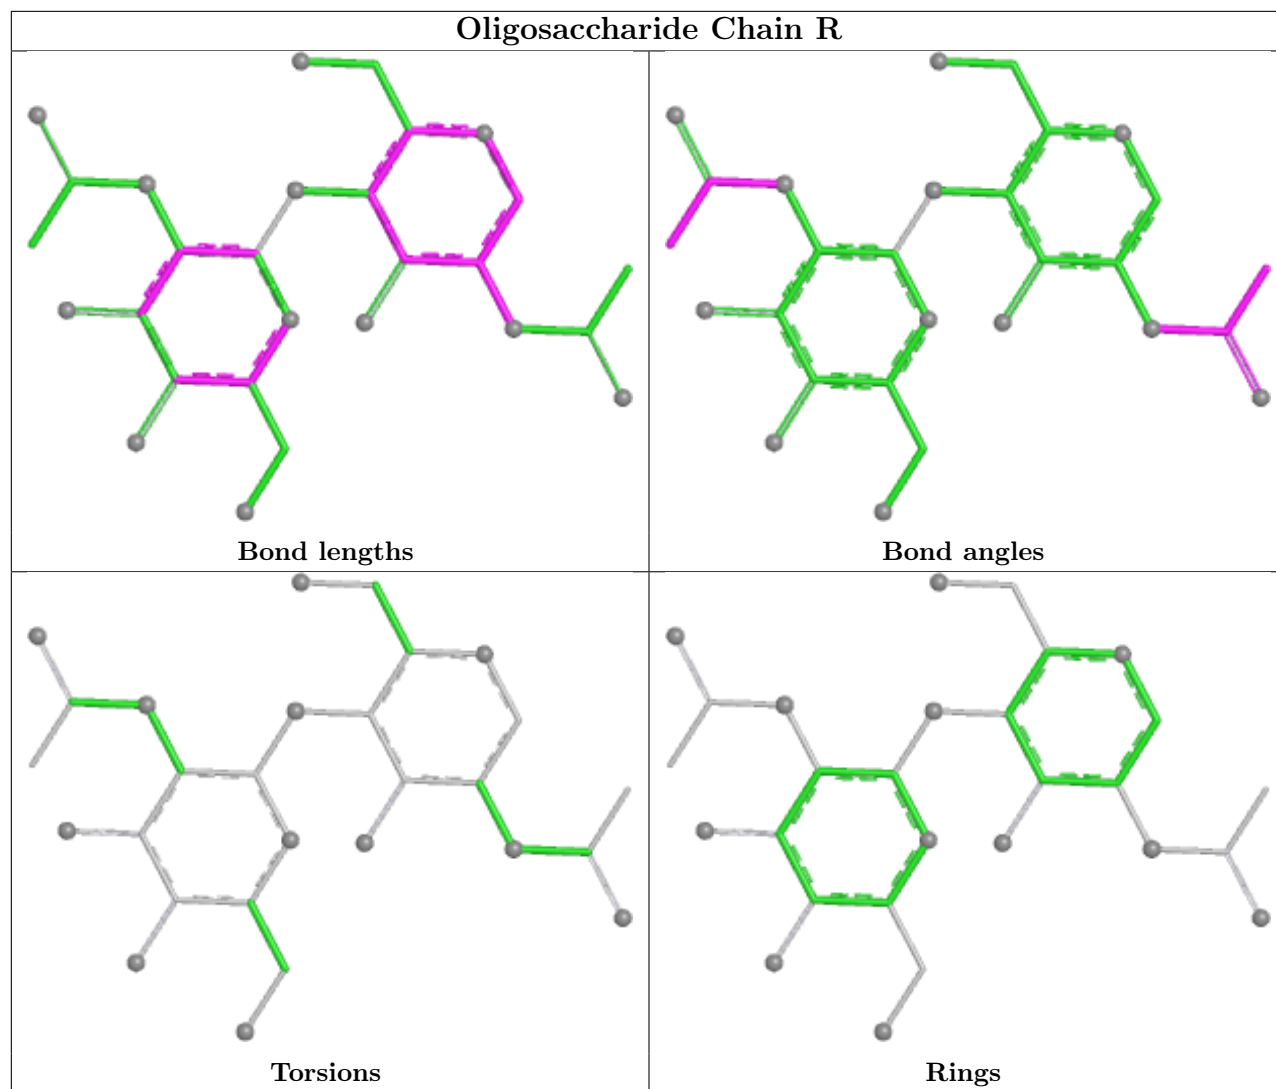 Oligosaccharide Chain R
Bond lengths
Bond angles
Torsions
Rings